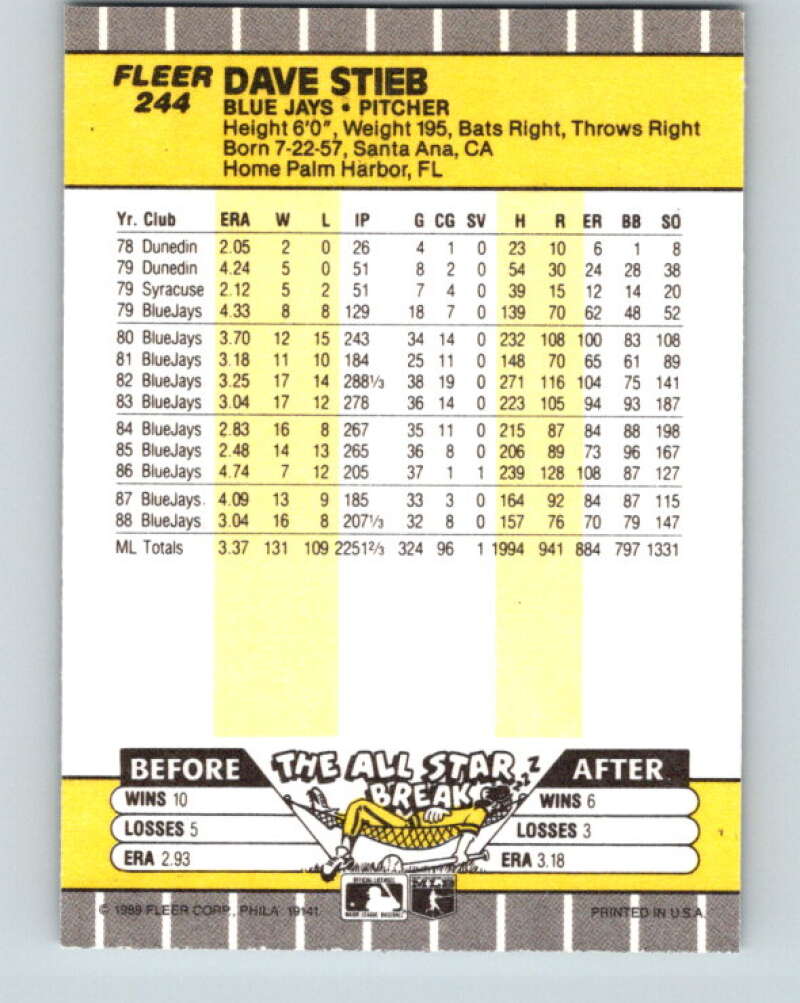 FLEER DAVE STIEB
244 BLUE JAYS • PITCHER
Height 6'0", Weight 195, Bats Right, Throws Right
Born 7-22-57, Santa Ana, CA
Home Palm Harbor, FL
Yr. Club ERA W L IP G CG SV H R ER BB SO
78 Dunedin 2.05 2 0 26 4 1 0 23 10 6 1 8
79 Dunedin 4.24 5 0 51 8 2 0 54 30 24 28 38
79 Syracuse 2.12 5 2 51 7 4 0 39 15 12 14 20
79 BlueJays 4.33 8 8 129 18 7 0 139 70 62 48 52
80 BlueJays 3.70 12 15 243 34 14 0 232 108 100 83 108
81 BlueJays 3.18 11 10 184 25 11 0 148 70 65 61 89
82 BlueJays 3.25 17 14 288⅓ 38 19 0 271 116 104 75 141
83 BlueJays 3.04 17 12 278 36 14 0 223 105 94 93 187
84 BlueJays 2.83 16 8 267 35 11 0 215 87 84 88 198
85 BlueJays 2.48 14 13 265 36 8 0 206 89 73 96 167
86 BlueJays 4.74 7 12 205 37 1 1 239 128 108 87 127
87 BlueJays 4.09 13 9 185 33 3 0 164 92 84 87 115
88 BlueJays 3.04 16 8 207⅓ 32 8 0 157 76 70 79 147
ML Totals 3.37 131 109 2251⅔ 324 96 1 1994 941 884 797 1331
BEFORE THE ALL STAR BREAK ZZZ AFTER
WINS 10 WINS 6
LOSSES 5 LOSSES 3
ERA 2.93 ERA 3.18
OFFICIAL LICENSEE MLB
MAJOR LEAGUE BASEBALL
© 1989 FLEER CORP., PHILA 19141 PRINTED IN U.S.A.